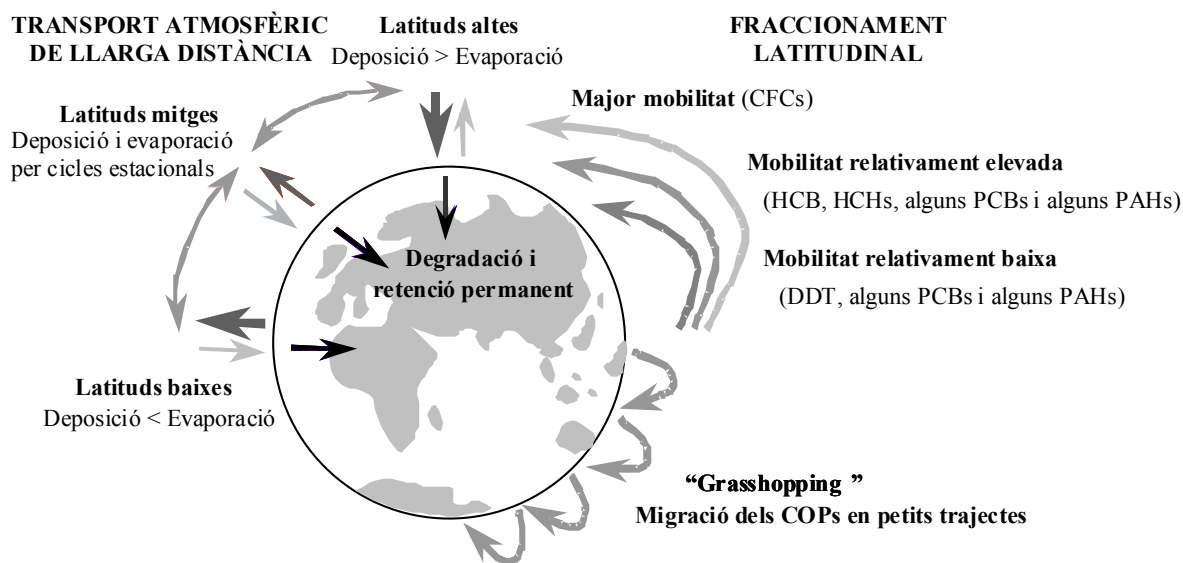 TRANSPORT ATMOSFÈRIC
DE LLARGA DISTÀNCIA
Latituds altes
Deposició > Evaporació
FRACCIONAMENT
LATITUDINAL
Latituds mitges
Deposició i evaporació
per cicles estacionals
Major mobilitat (CFCs)
Mobilitat relativament elevada
(HCB, HCHs, alguns PCBs i alguns PAHs)
Mobilitat relativament baixa
(DDT, alguns PCBs i alguns PAHs)
Degradació i
retenció permanent
Latituds baixes
Deposició < Evaporació
“Grasshopping ”
Migració dels COPs en petits trajectes